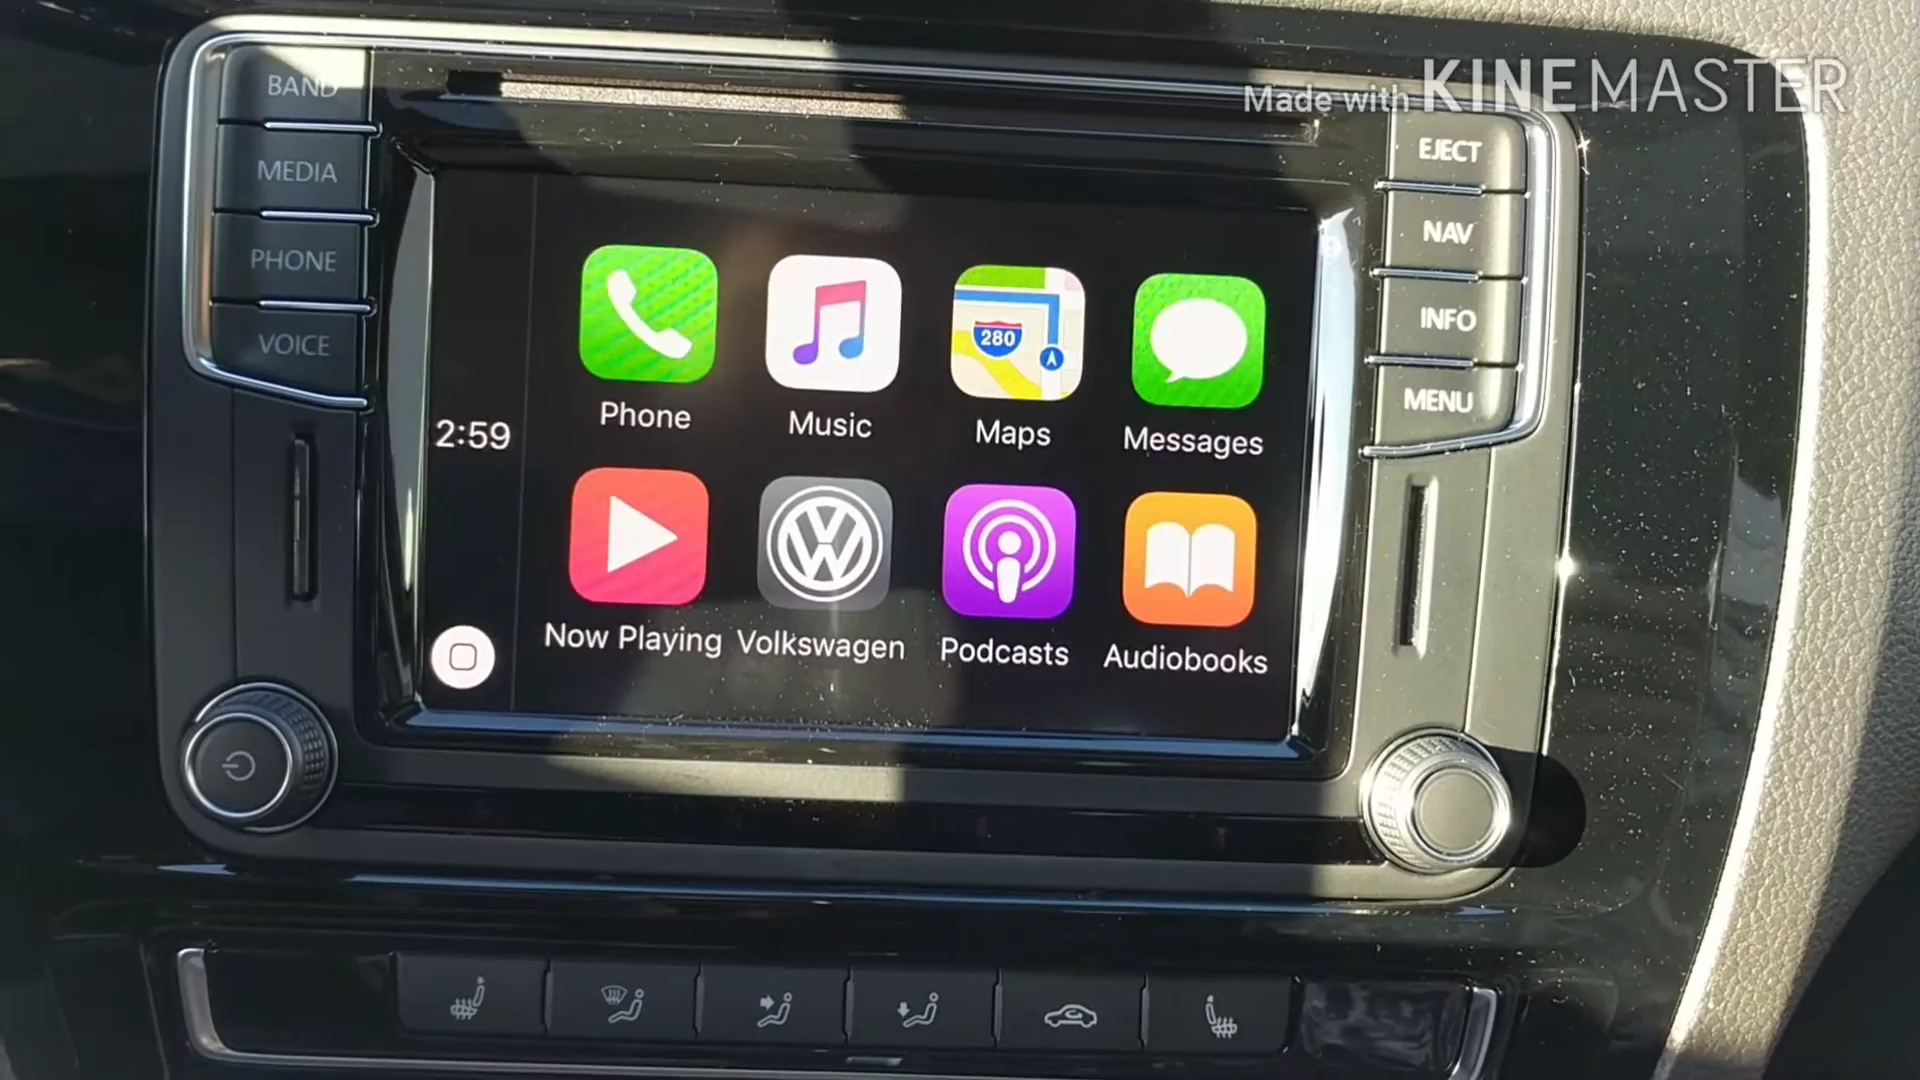 Made with KINEMASTER
BAND
MEDIA
PHONE
VOICE
EJECT
NAV
INFO
MENU
2:59
Phone
Music
280
Maps
Messages
Now Playing
Volkswagen
Podcasts
Audiobooks